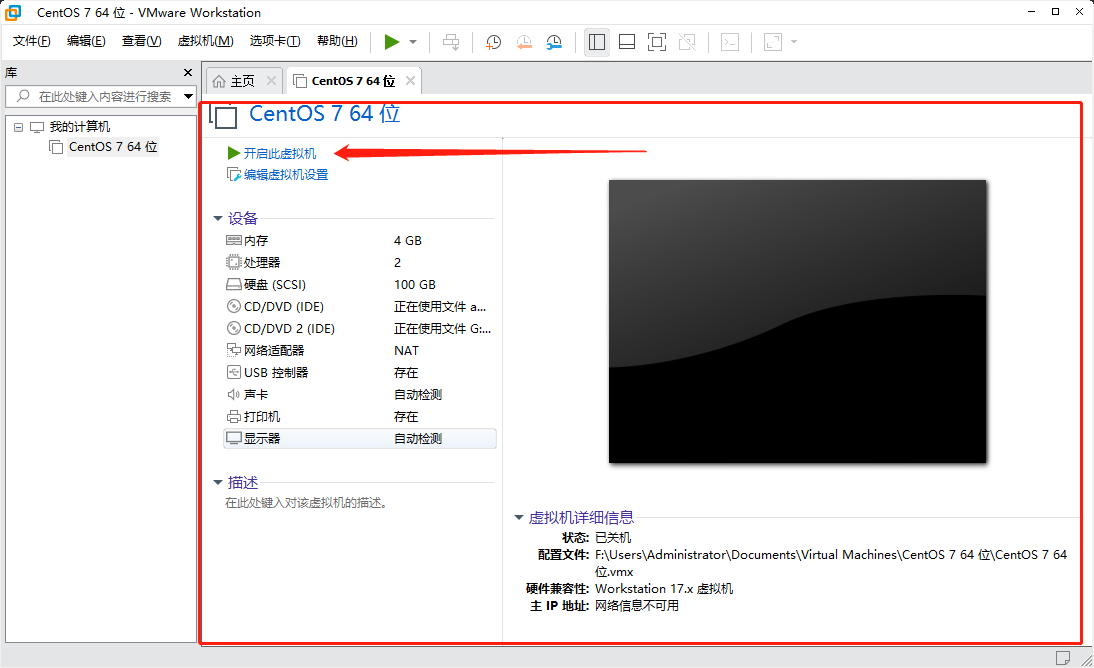 CentOS 7 64 位 - VMware Workstation
文件(F) 编辑(E) 查看(V) 虚拟机(M) 选项卡(T) 帮助(H)
库
在此处键入内容进行搜索
我的计算机
CentOS 7 64 位
主页
CentOS 7 64 位
CentOS 7 64 位
开启此虚拟机
编辑虚拟机设置
设备
内存 4 GB
处理器 2
硬盘 (SCSI) 100 GB
CD/DVD (IDE) 正在使用文件 a...
CD/DVD 2 (IDE) 正在使用文件 G:...
网络适配器 NAT
USB 控制器 存在
声卡 自动检测
打印机 存在
显示器 自动检测
描述
在此处键入对该虚拟机的描述。
虚拟机详细信息
状态: 已关机
配置文件: F:\Users\Administrator\Documents\Virtual Machines\CentOS 7 64 位\CentOS 7 64
位.vmx
硬件兼容性: Workstation 17.x 虚拟机
主 IP 地址: 网络信息不可用